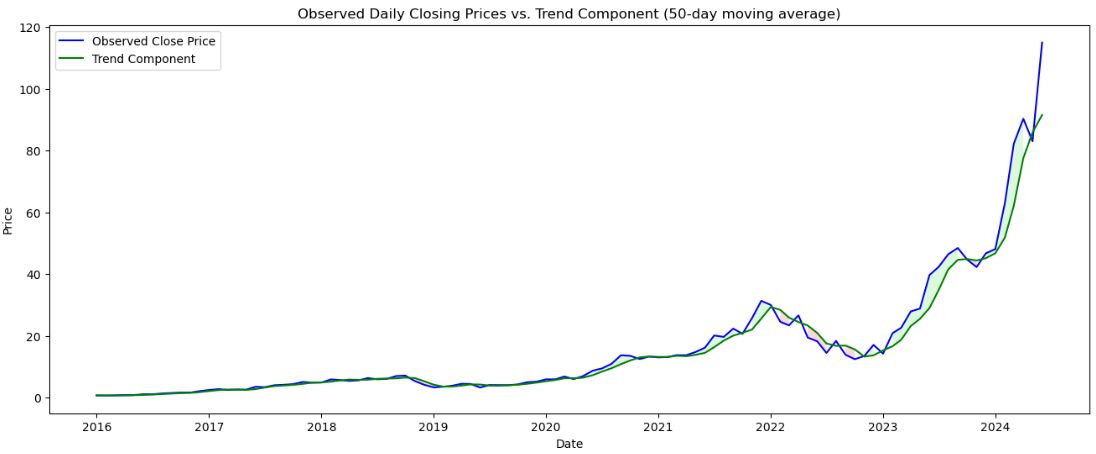 Observed Daily Closing Prices vs. Trend Component (50-day moving average)
Observed Close Price
Trend Component
120
100
80
60
40
20
0
Price
2016 2017 2018 2019 2020 2021 2022 2023 2024
Date